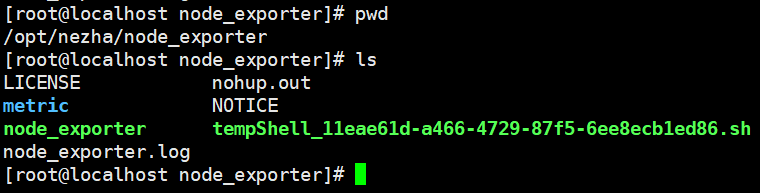 [root@localhost node_exporter]# pwd
/opt/nezha/node_exporter
[root@localhost node_exporter]# ls
LICENSE nohup.out
metric NOTICE
node_exporter tempShell_11eae61d-a466-4729-87f5-6ee8ecb1ed86.sh
node_exporter.log
[root@localhost node_exporter]#